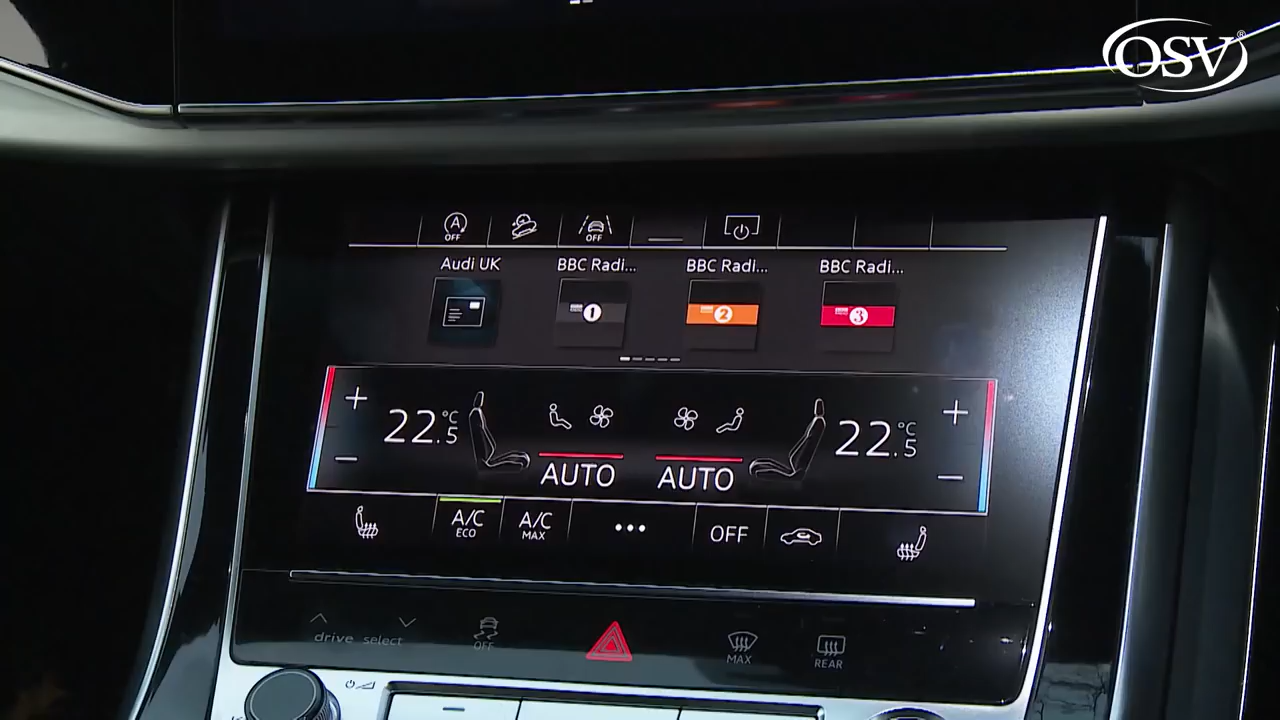 OSV®
A
OFF
OFF
Audi UK
BBC Radi...
BBC Radi...
BBC Radi...
1
2
3
+
22.5 °C
AUTO
AUTO
22.5 °C
+
−
−
A/C
ECO
A/C
MAX
...
OFF
drive select
OFF
MAX
REAR